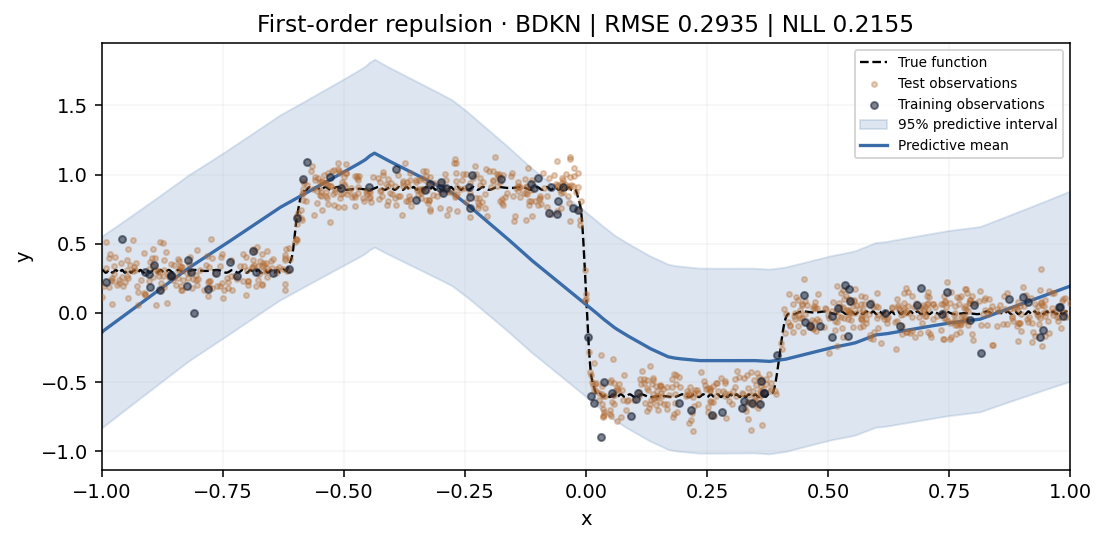 First-order repulsion · BDKN | RMSE 0.2935 | NLL 0.2155
True function
Test observations
Training observations
95% predictive interval
Predictive mean
y
1.5
1.0
0.5
0.0
−0.5
−1.0
−1.00 −0.75 −0.50 −0.25 0.00 0.25 0.50 0.75 1.00
x